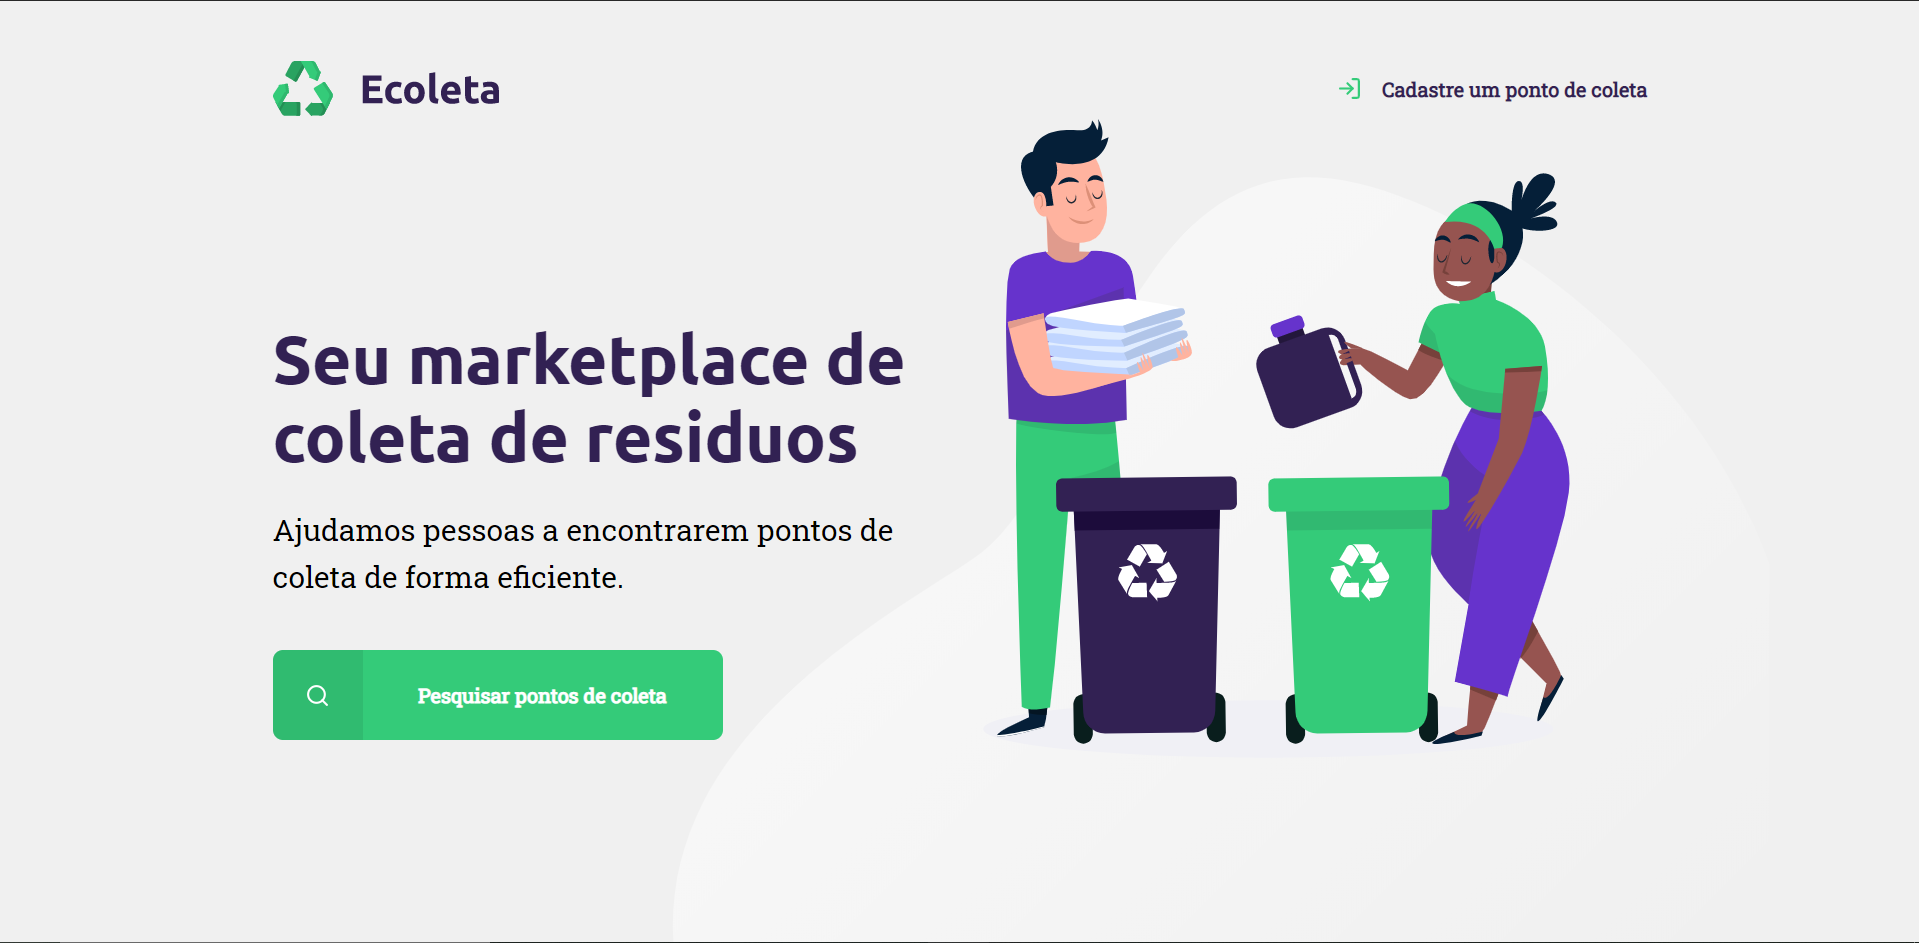 Ecoleta
Cadastre um ponto de coleta
Seu marketplace de
coleta de residuos
Ajudamos pessoas a encontrarem pontos de
coleta de forma eficiente.
Pesquisar pontos de coleta